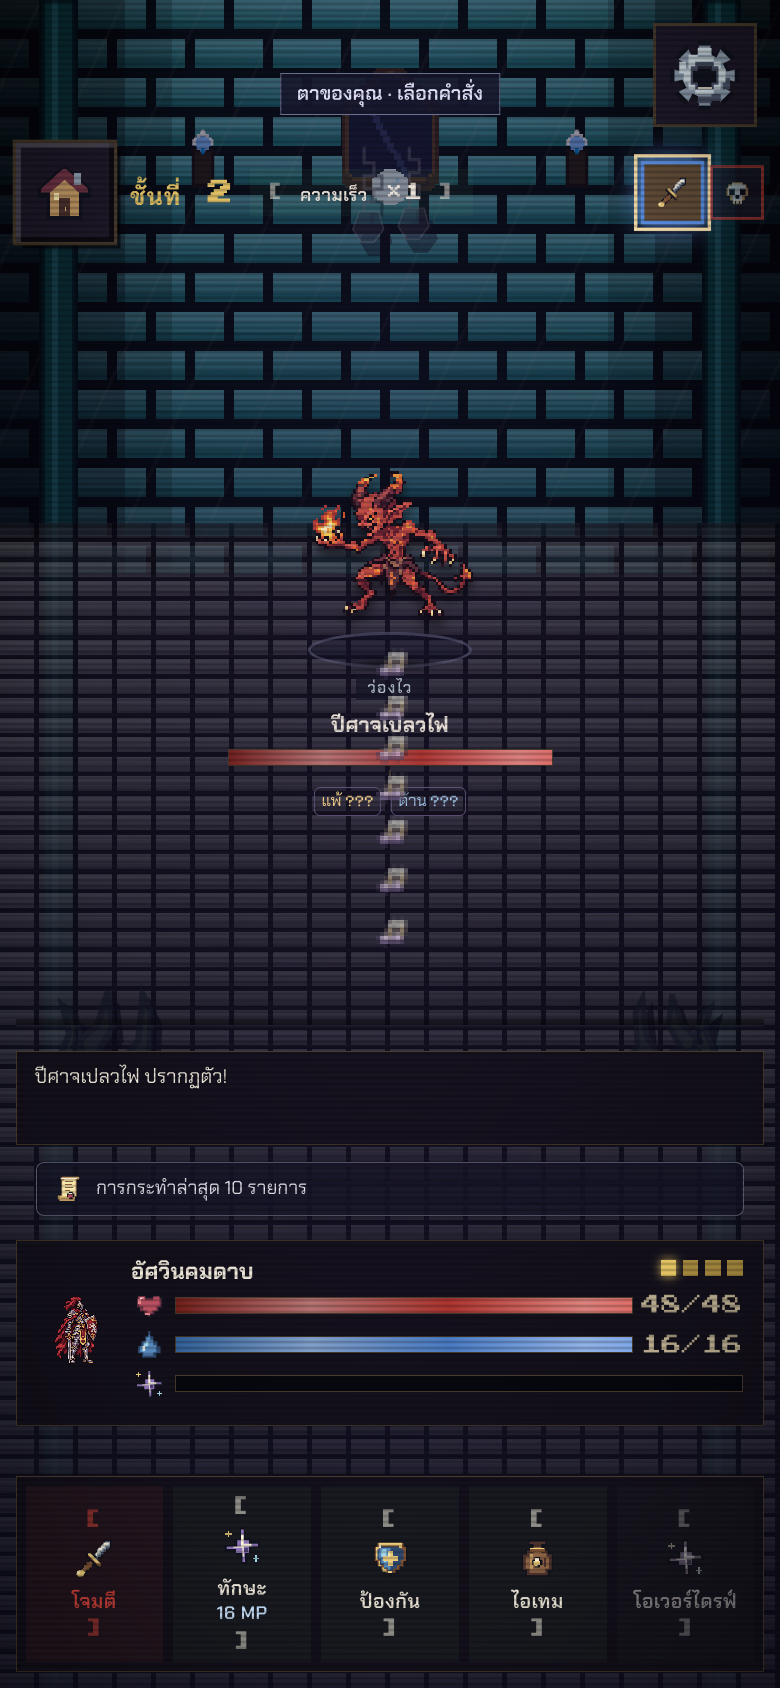 ตาของคุณ · เลือกคำสั่ง
ชั้นที่ 2 [ ความเร็ว ×1 ]
ว่องไว
ปีศาจเปลวไฟ
แพ้ ??? ต้าน ???
ปีศาจเปลวไฟ ปรากฏตัว!
การกระทำล่าสุด 10 รายการ
อัศวินคมดาบ
48/48
16/16
[ โจมตี ]
[ ทักษะ 16 MP ]
[ ป้องกัน ]
[ ไอเทม ]
[ โอเวอร์ไดรฟ์ ]